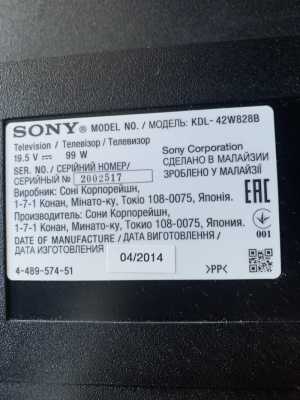 SONY® MODEL NO. / МОДЕЛЬ: KDL- 42W828B
Television / Телевізор / Телевизор
19.5 V ⎓ 99 W
Sony Corporation
SER. NO. / СЕРІЙНИЙ НОМЕР/
СЕРИЙНЫЙ № 2002517
СДЕЛАНО В МАЛАЙЗИИ
ЗРОБЛЕНО У МАЛАЙЗІЇ
Виробник: Соні Корпорейшн,
1-7-1 Конан, Мінато-ку, Токіо 108-0075, Японія.
Производитель: Сони Корпорейшн,
1-7-1 Конан, Минато-ку, Токио 108-0075, Япония.
EAC
001
DATE OF MANUFACTURE / ДАТА ВИГОТОВЛЕННЯ /
ДАТА ИЗГОТОВЛЕНИЯ
04/2014
4-489-574-51
>PP<